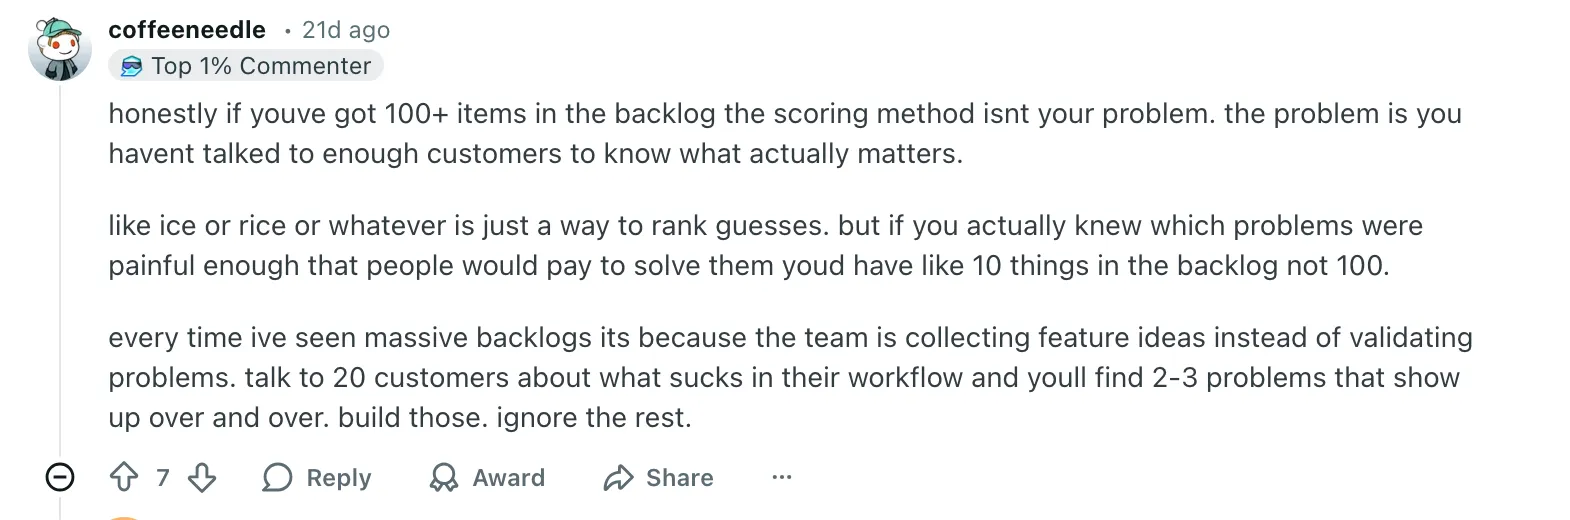 coffeeneedle • 21d ago
Top 1% Commenter
honestly if youve got 100+ items in the backlog the scoring method isnt your problem. the problem is you
havent talked to enough customers to know what actually matters.
like ice or rice or whatever is just a way to rank guesses. but if you actually knew which problems were
painful enough that people would pay to solve them youd have like 10 things in the backlog not 100.
every time ive seen massive backlogs its because the team is collecting feature ideas instead of validating
problems. talk to 20 customers about what sucks in their workflow and youll find 2-3 problems that show
up over and over. build those. ignore the rest.
7 Reply Award Share ...